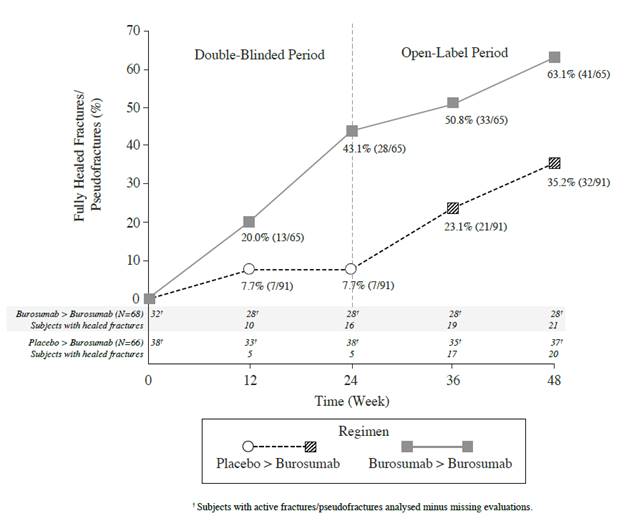 70
60
50
40
30
20
10
0
Fully Healed Fractures/
Pseudofractures (%)
Double-Blinded Period
Open-Label Period
20.0% (13/65)
43.1% (28/65)
50.8% (33/65)
63.1% (41/65)
7.7% (7/91)
7.7% (7/91)
23.1% (21/91)
35.2% (32/91)
Burosumab > Burosumab (N=68) 32† 28† 28† 28† 28†
Subjects with healed fractures 10 16 19 21
Placebo > Burosumab (N=66) 38† 33† 38† 35† 37†
Subjects with healed fractures 5 5 17 20
0 12 24 36 48
Time (Week)
Regimen
Placebo > Burosumab Burosumab > Burosumab
† Subjects with active fractures/pseudofractures analysed minus missing evaluations.